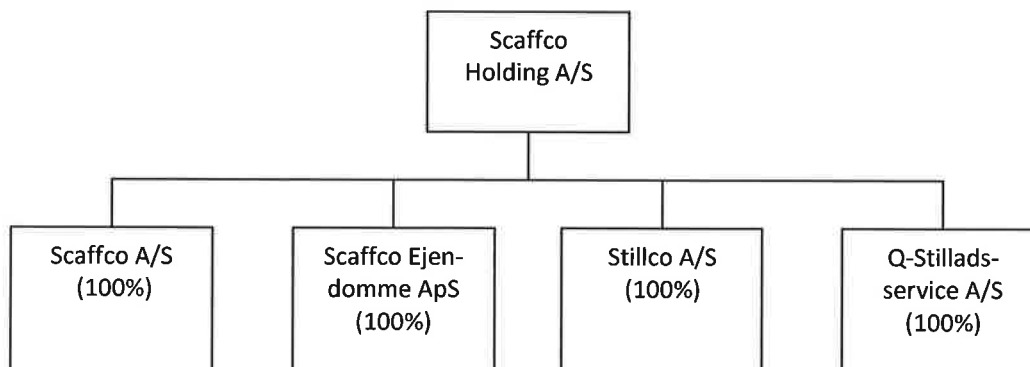 Scaffco
Holding A/S
Scaffco A/S
(100%)
Scaffco Ejen-
domme ApS
(100%)
Stillco A/S
(100%)
Q-Stillads-
service A/S
(100%)